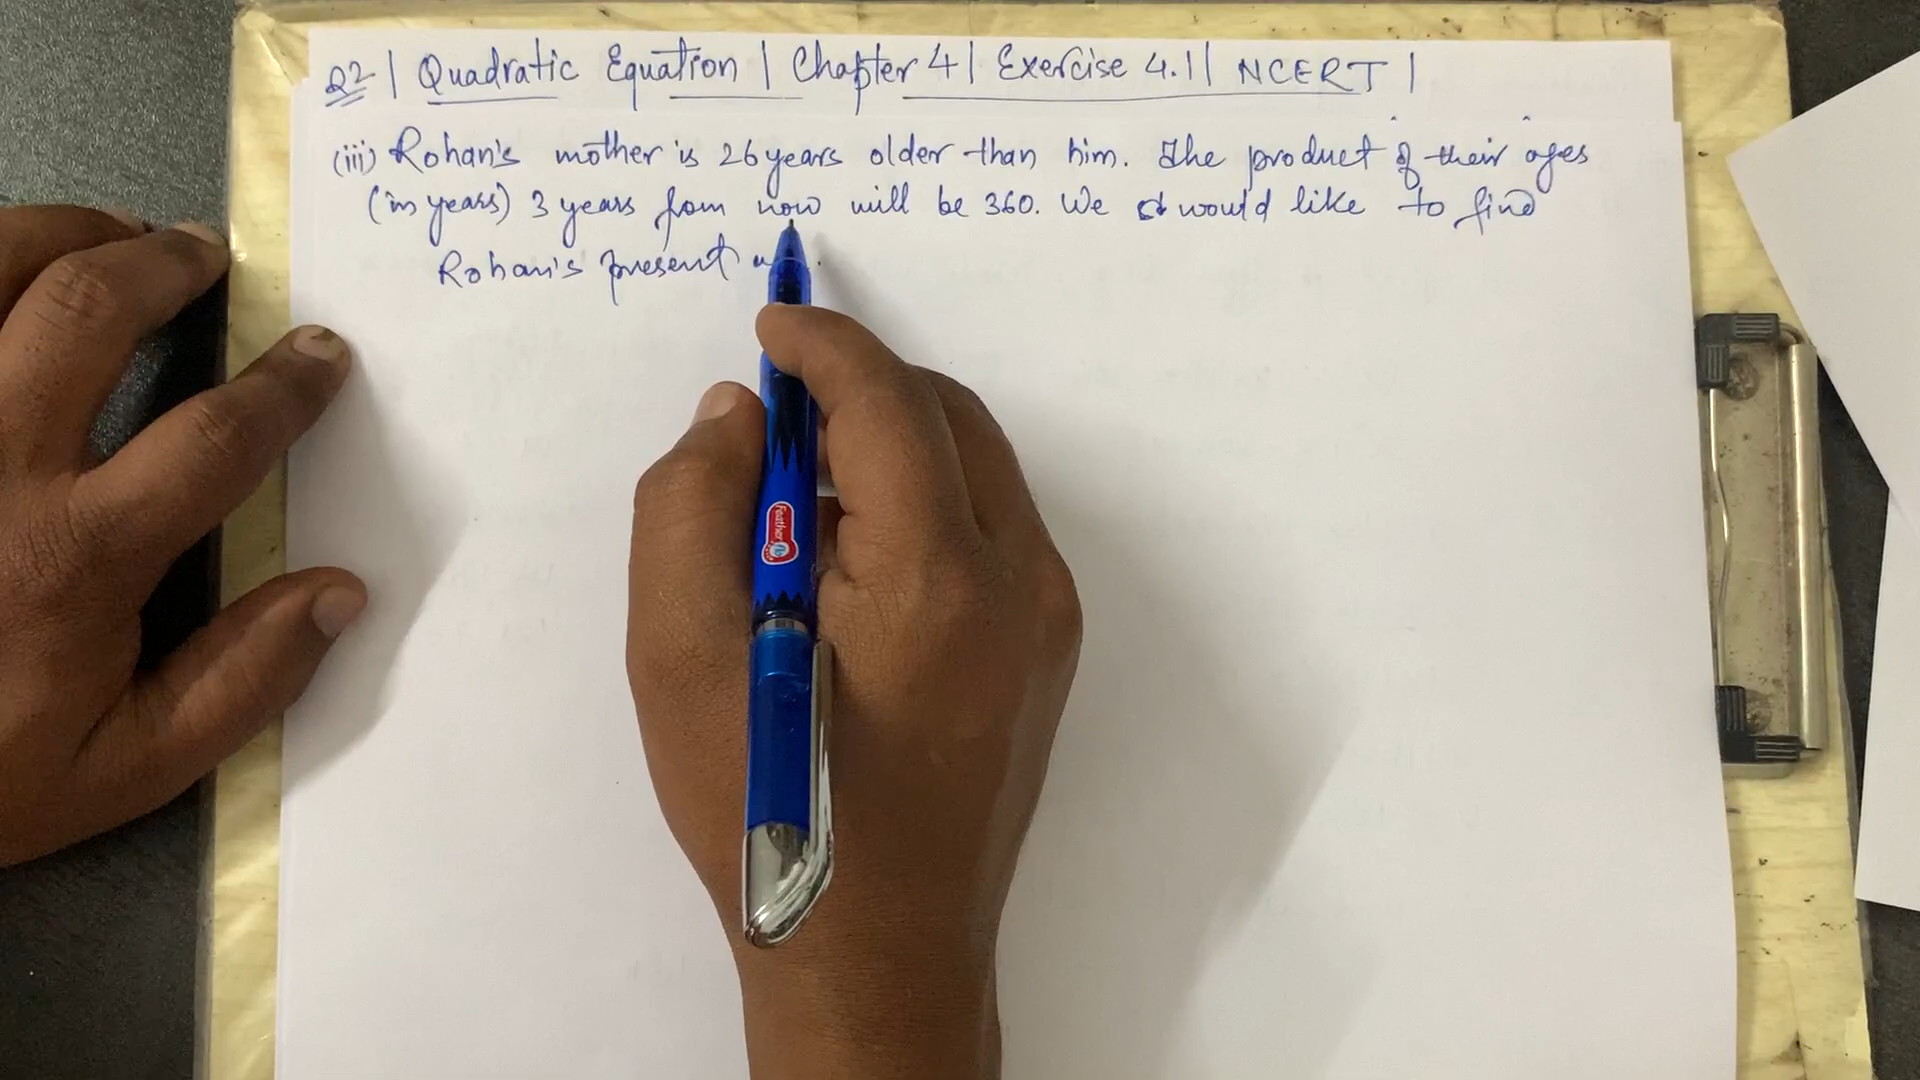 Q2 | Quadratic Equation | Chapter 4 | Exercise 4.1 | NCERT |
(iii) Rohan's mother is 26 years older than him. The product of their ages
(in years) 3 years from now will be 360. We would like to find
Rohan's present
Feather